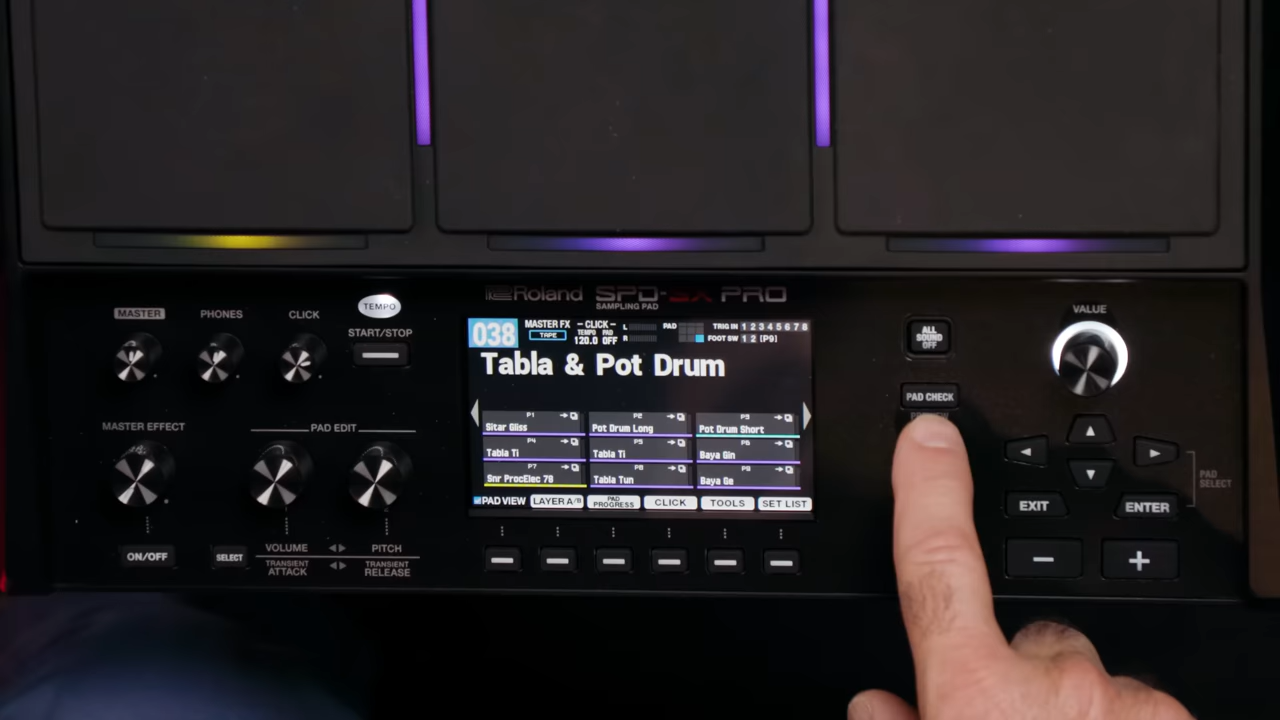 Roland SPD-SX PRO
SAMPLING PAD
MASTER
PHONES
CLICK
TEMPO
START/STOP
MASTER EFFECT
PAD EDIT
ON/OFF
SELECT
VOLUME
PITCH
TRANSIENT
ATTACK
TRANSIENT
RELEASE
038
MASTER FX
TAPE
– CLICK –
TEMPO PAD
120.0 OFF
L
R
PAD
TRIG IN 1 2 3 4 5 6 7 8
FOOT SW 1 2 [P9]
Tabla & Pot Drum
P1
Sitar Gliss
P2
Pot Drum Long
P3
Pot Drum Short
P4
Tabla Ti
P5
Tabla Ti
P6
Baya Gin
P7
Snr ProcElec 78
P8
Tabla Tun
P9
Baya Ge
PAD VIEW
LAYER A/B
PAD
PROGRESS
CLICK
TOOLS
SET LIST
ALL
SOUND
OFF
PAD CHECK
VALUE
PAD
SELECT
EXIT
ENTER
−
+